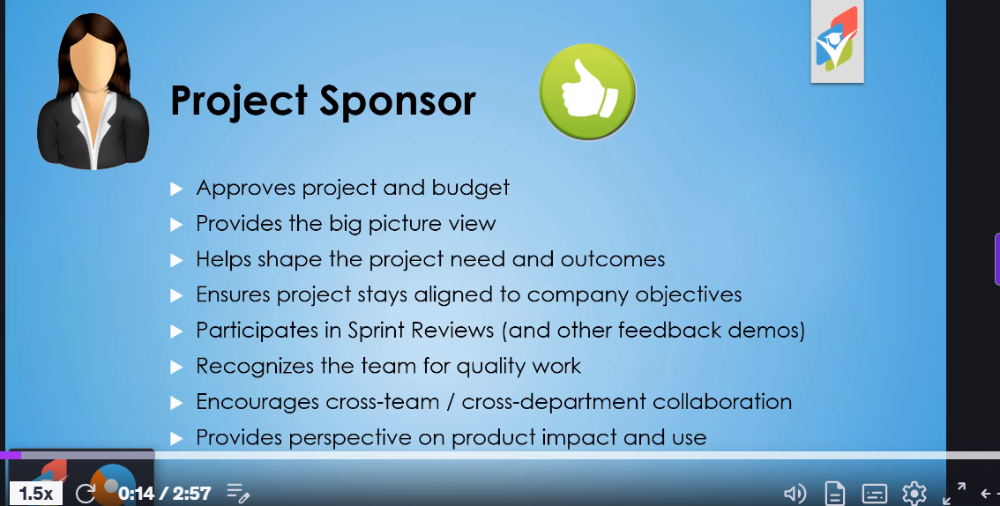 Project Sponsor
Approves project and budget
Provides the big picture view
Helps shape the project need and outcomes
Ensures project stays aligned to company objectives
Participates in Sprint Reviews (and other feedback demos)
Recognizes the team for quality work
Encourages cross-team / cross-department collaboration
Provides perspective on product impact and use
1.5x 0:14 / 2:57